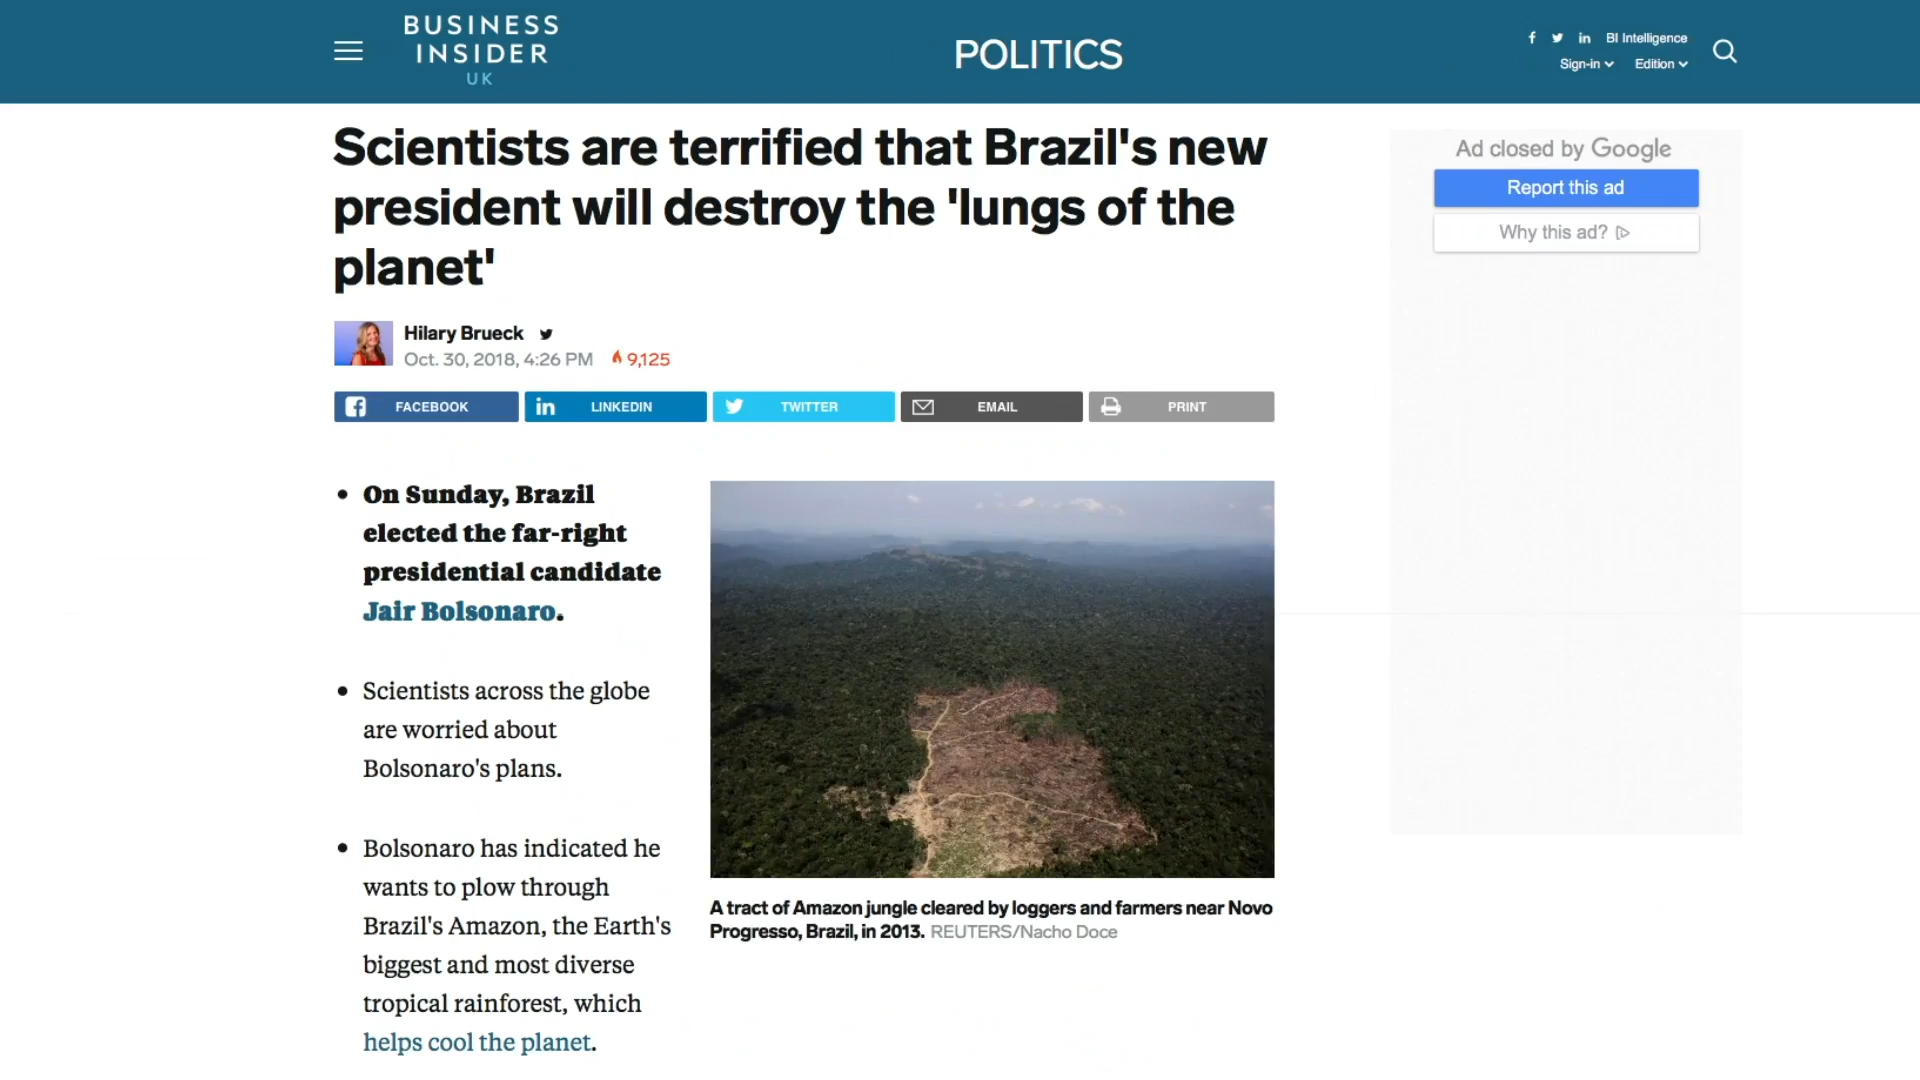 BUSINESS
INSIDER
UK
POLITICS
BI Intelligence
Sign-in
Edition
Scientists are terrified that Brazil's new
president will destroy the 'lungs of the
planet'
Hilary Brueck
Oct. 30, 2018, 4:26 PM 9,125
FACEBOOK
LINKEDIN
TWITTER
EMAIL
PRINT
Ad closed by Google
Report this ad
Why this ad?
• On Sunday, Brazil
elected the far-right
presidential candidate
Jair Bolsonaro.
• Scientists across the globe
are worried about
Bolsonaro's plans.
• Bolsonaro has indicated he
wants to plow through
Brazil's Amazon, the Earth's
biggest and most diverse
tropical rainforest, which
helps cool the planet.
A tract of Amazon jungle cleared by loggers and farmers near Novo
Progresso, Brazil, in 2013. REUTERS/Nacho Doce